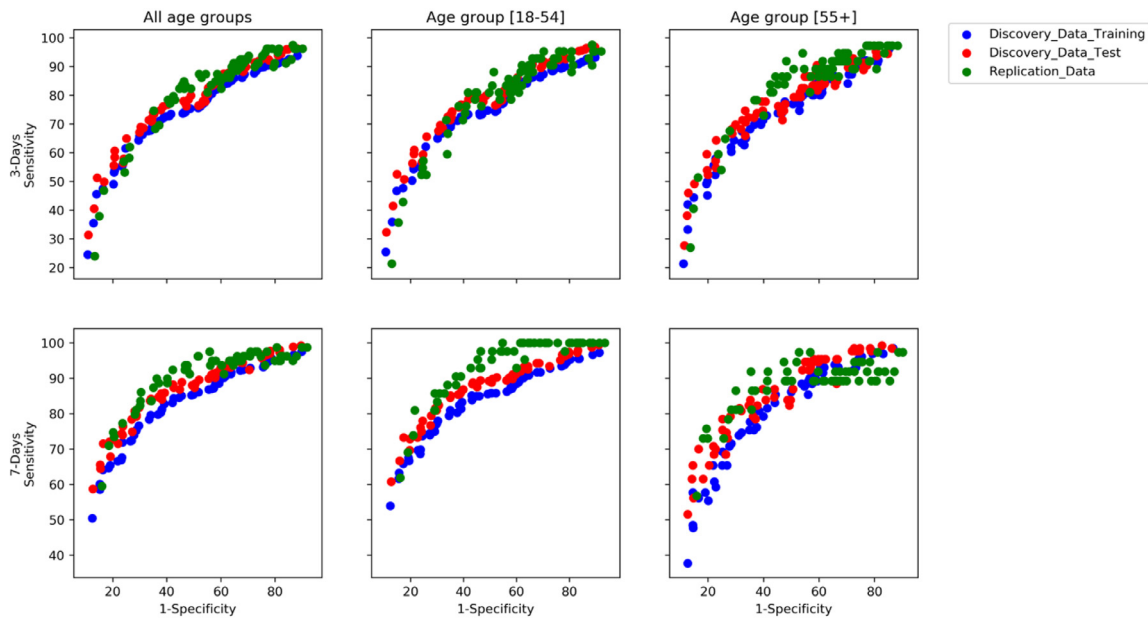 All age groups
Age group [18-54]
Age group [55+]
Discovery_Data_Training
Discovery_Data_Test
Replication_Data
3-Days
Sensitivity
100
90
80
70
60
50
40
30
20
7-Days
Sensitivity
100
90
80
70
60
50
40
20 40 60 80
20 40 60 80
20 40 60 80
1-Specificity
1-Specificity
1-Specificity